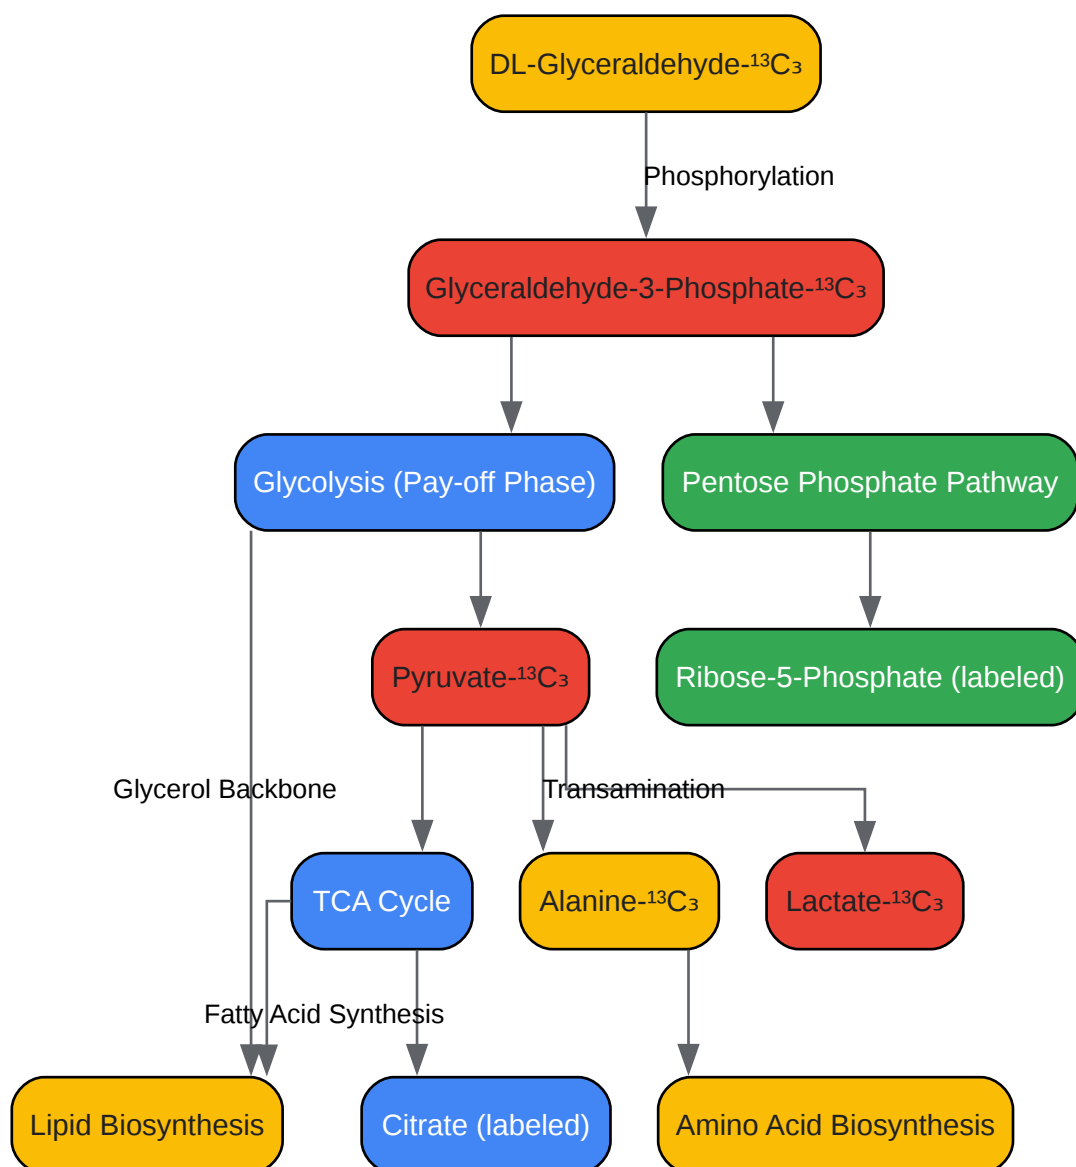 DL-Glyceraldehyde-¹³C₃
Phosphorylation
Glyceraldehyde-3-Phosphate-¹³C₃
Glycolysis (Pay-off Phase)
Pentose Phosphate Pathway
Pyruvate-¹³C₃
Ribose-5-Phosphate (labeled)
Glycerol Backbone
Transamination
TCA Cycle
Alanine-¹³C₃
Lactate-¹³C₃
Fatty Acid Synthesis
Lipid Biosynthesis
Citrate (labeled)
Amino Acid Biosynthesis